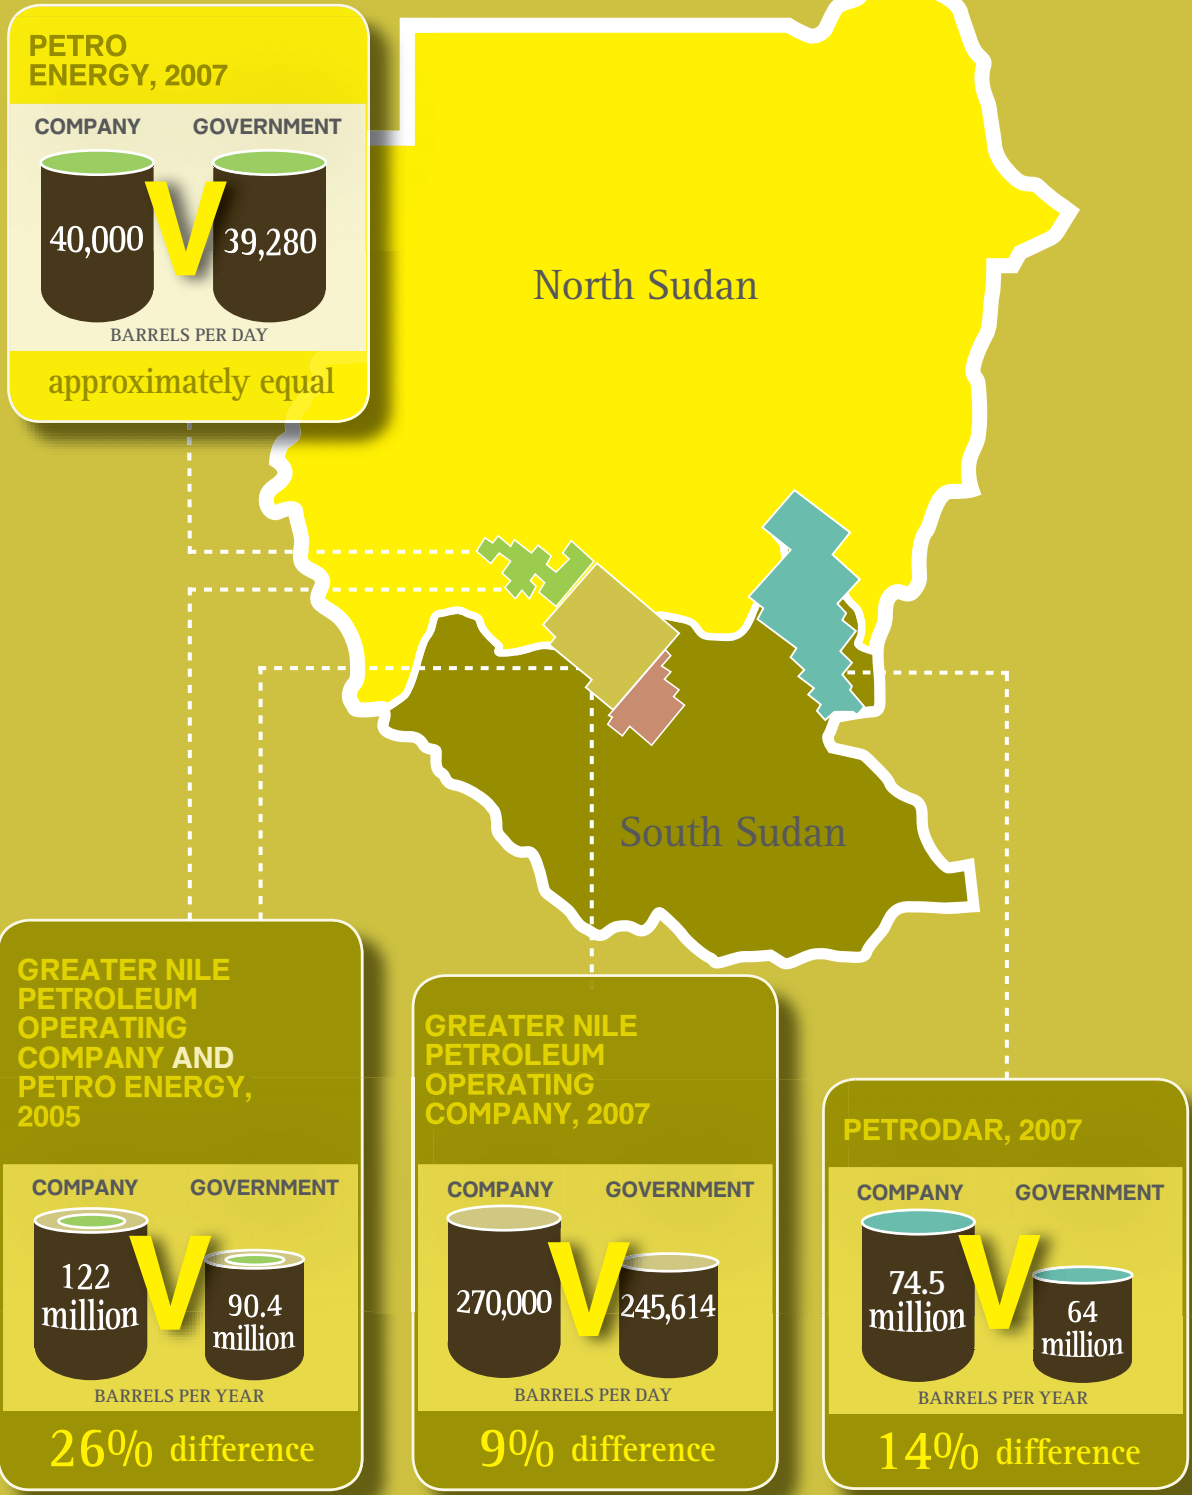 PETRO
ENERGY, 2007
COMPANY GOVERNMENT
40,000 V 39,280
BARRELS PER DAY
approximately equal
North Sudan
South Sudan
GREATER NILE
PETROLEUM
OPERATING
COMPANY AND
PETRO ENERGY,
2005
COMPANY GOVERNMENT
122
million
V
90.4
million
BARRELS PER YEAR
26% difference
GREATER NILE
PETROLEUM
OPERATING
COMPANY, 2007
COMPANY GOVERNMENT
270,000 V 245,614
BARRELS PER DAY
9% difference
PETRODAR, 2007
COMPANY GOVERNMENT
74.5
million
V
64
million
BARRELS PER YEAR
14% difference